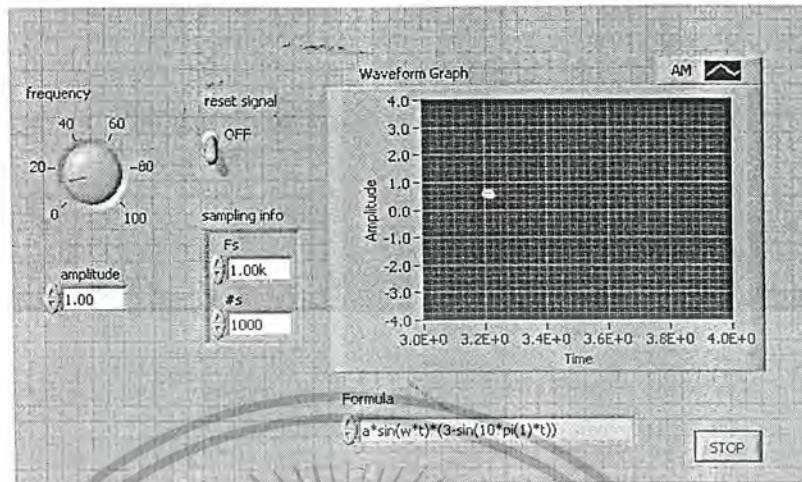 frequency
40 60
20 80
0 100
amplitude
1.00
reset signal
OFF
sampling info
Fs
1.00k
#s
1000
Waveform Graph
AM
Amplitude
4.0
3.0
2.0
1.0
0.0
-1.0
-2.0
-3.0
-4.0
3.0E+0 3.2E+0 3.4E+0 3.6E+0 3.8E+0 4.0E+0
Time
Formula
a*sin(w*t)*(3-sin(10*pi(1)*t))
STOP